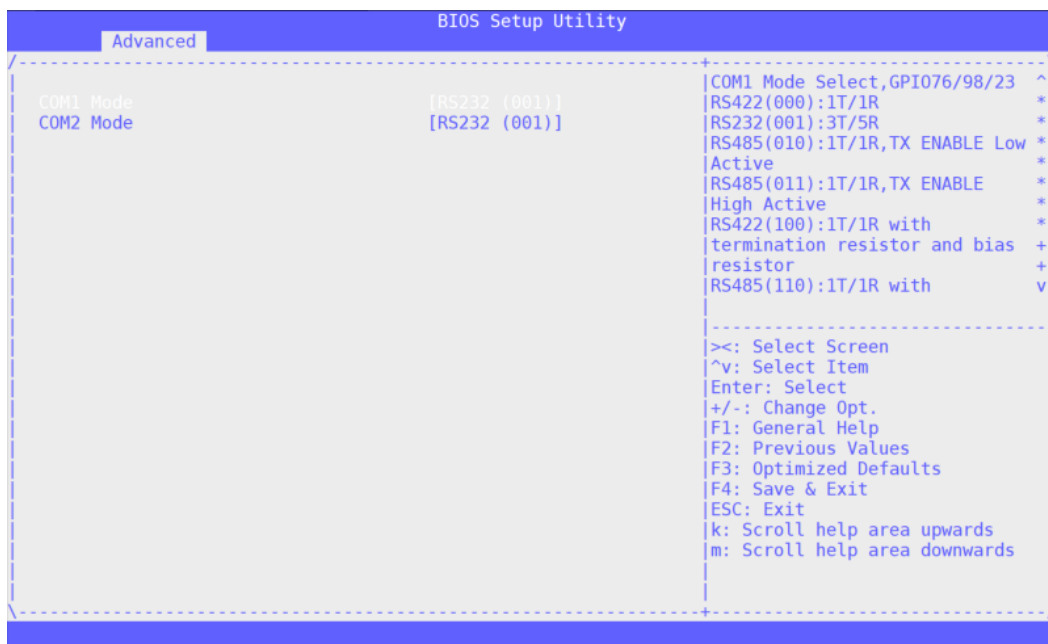 BIOS Setup Utility
Advanced
COM1 Mode [RS232 (001)]
COM2 Mode [RS232 (001)]
COM1 Mode Select,GPIO76/98/23 ^
RS422(000):1T/1R *
RS232(001):3T/5R *
RS485(010):1T/1R,TX ENABLE Low *
Active *
RS485(011):1T/1R,TX ENABLE *
High Active *
RS422(100):1T/1R with *
termination resistor and bias +
resistor +
RS485(110):1T/1R with v
><: Select Screen
^v: Select Item
Enter: Select
+/-: Change Opt.
F1: General Help
F2: Previous Values
F3: Optimized Defaults
F4: Save & Exit
ESC: Exit
k: Scroll help area upwards
m: Scroll help area downwards